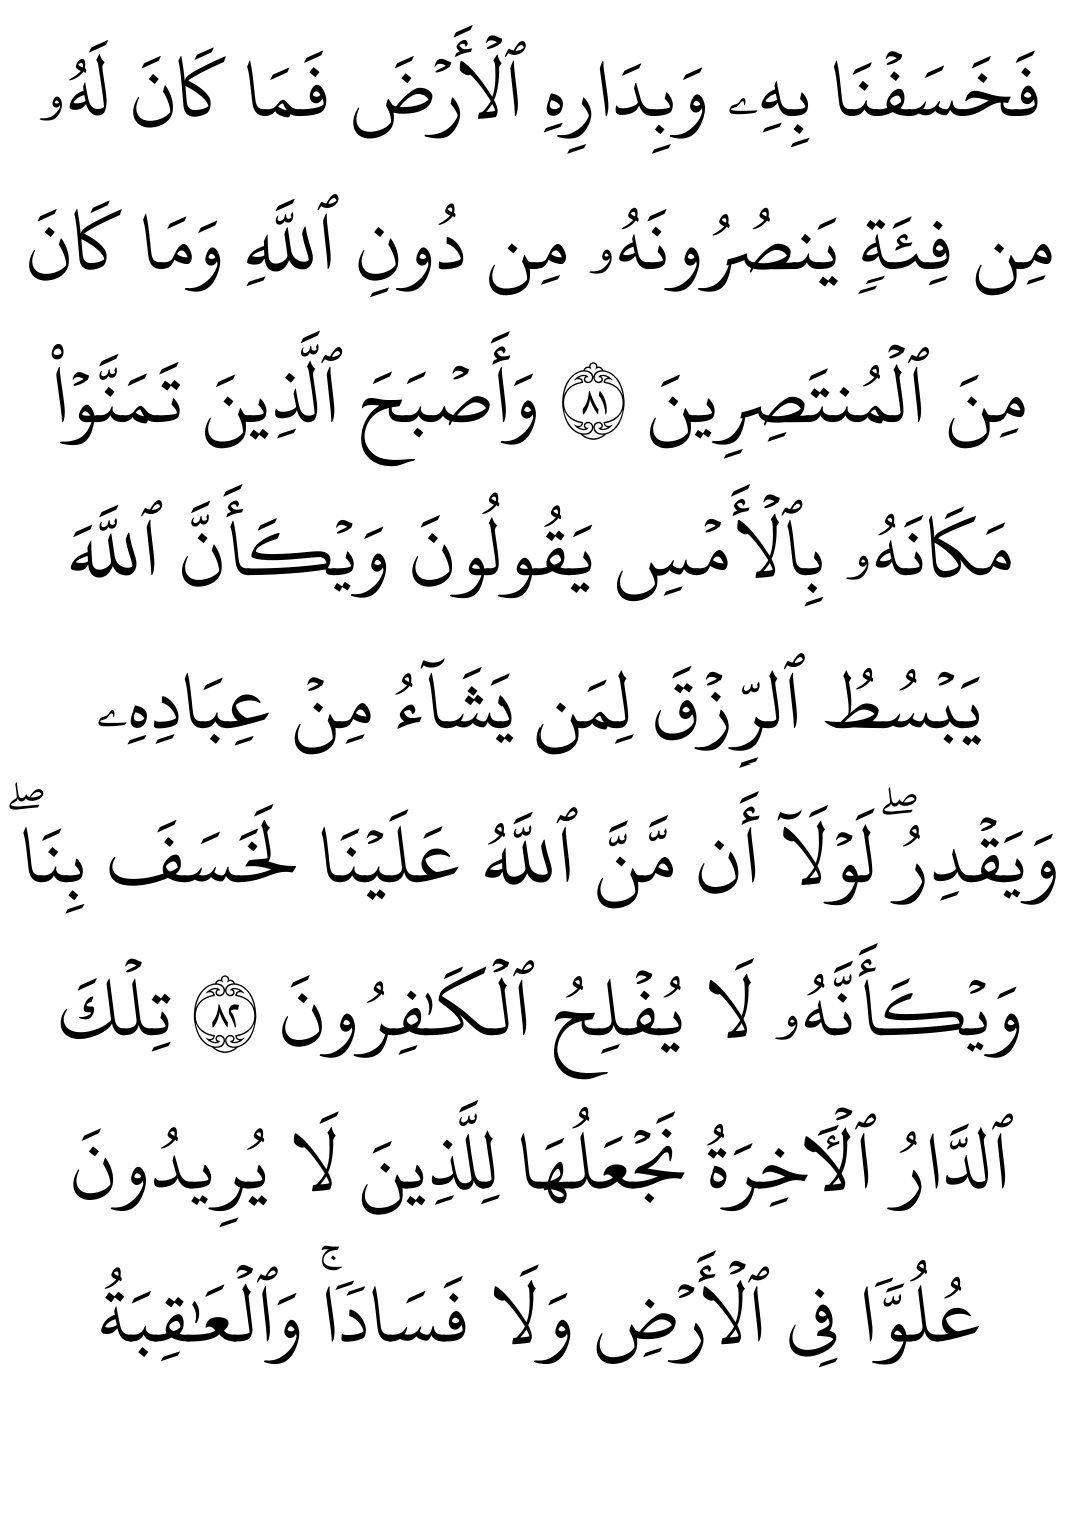 فَخَسَفۡنَا بِهِۦ وَبِدَارِهِ ٱلۡأَرۡضَ فَمَا كَانَ لَهُۥ
مِن فِئَةٖ يَنصُرُونَهُۥ مِن دُونِ ٱللَّهِ وَمَا كَانَ
مِنَ ٱلۡمُنتَصِرِينَ ٨١ وَأَصۡبَحَ ٱلَّذِينَ تَمَنَّوۡاْ
مَكَانَهُۥ بِٱلۡأَمۡسِ يَقُولُونَ وَيۡكَأَنَّ ٱللَّهَ
يَبۡسُطُ ٱلرِّزۡقَ لِمَن يَشَآءُ مِنۡ عِبَادِهِۦ
وَيَقۡدِرُۖ لَوۡلَآ أَن مَّنَّ ٱللَّهُ عَلَيۡنَا لَخَسَفَ بِنَاۖ
وَيۡكَأَنَّهُۥ لَا يُفۡلِحُ ٱلۡكَٰفِرُونَ ٨٢ تِلۡكَ
ٱلدَّارُ ٱلۡأٓخِرَةُ نَجۡعَلُهَا لِلَّذِينَ لَا يُرِيدُونَ
عُلُوّٗا فِي ٱلۡأَرۡضِ وَلَا فَسَادٗاۚ وَٱلۡعَٰقِبَةُ